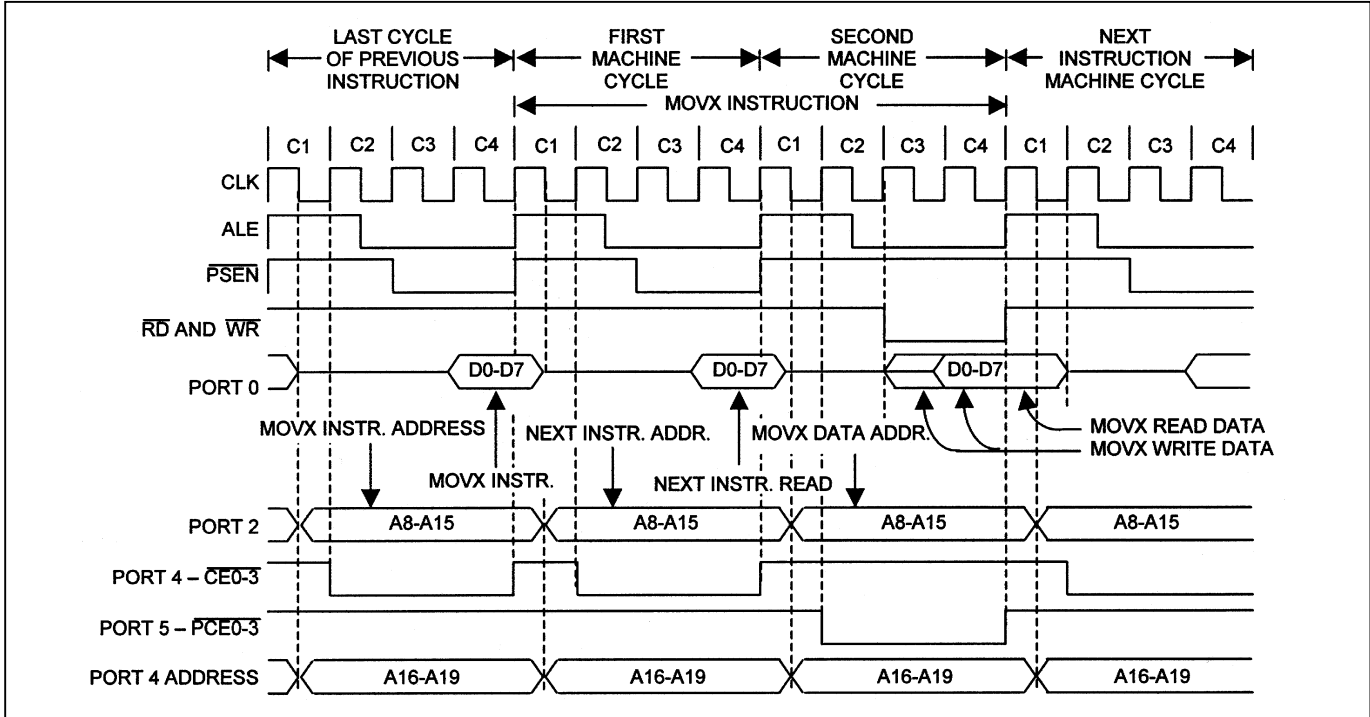 LAST CYCLE
OF PREVIOUS
INSTRUCTION
FIRST
MACHINE
CYCLE
SECOND
MACHINE
CYCLE
NEXT
INSTRUCTION
MACHINE CYCLE
MOVX INSTRUCTION
C1 C2 C3 C4 C1 C2 C3 C4 C1 C2 C3 C4 C1 C2 C3 C4
CLK
ALE
PSEN
RD AND WR
PORT 0
D0-D7 D0-D7 D0-D7
MOVX INSTR. ADDRESS
NEXT INSTR. ADDR.
MOVX DATA ADDR.
MOVX READ DATA
MOVX WRITE DATA
MOVX INSTR.
NEXT INSTR. READ
PORT 2 A8-A15 A8-A15 A8-A15 A8-A15
PORT 4 – CE0-3
PORT 5 – PCE0-3
PORT 4 ADDRESS A16-A19 A16-A19 A16-A19 A16-A19